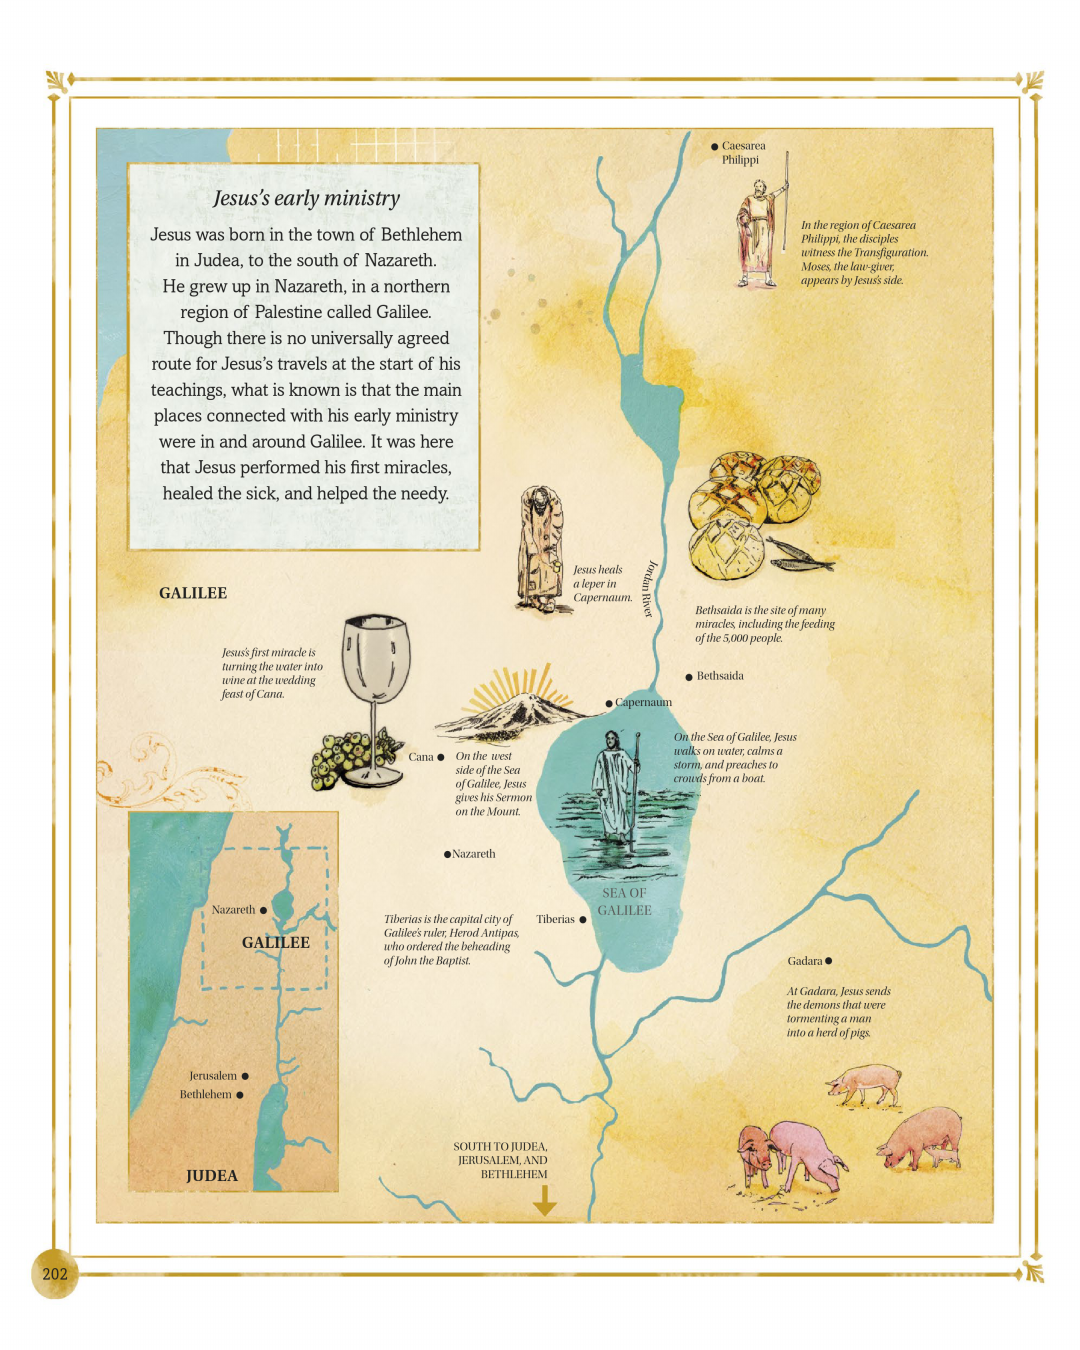 Jesus's early ministry
Jesus was born in the town of Bethlehem
in Judea, to the south of Nazareth.
He grew up in Nazareth, in a northern
region of Palestine called Galilee.
Though there is no universally agreed
route for Jesus's travels at the start of his
teachings, what is known is that the main
places connected with his early ministry
were in and around Galilee. It was here
that Jesus performed his first miracles,
healed the sick, and helped the needy.
Caesarea
Philippi
In the region of Caesarea
Philippi, the disciples
witness the Transfiguration.
Moses, the law-giver,
appears by Jesus's side.
GALILEE
Jesus heals
a leper in
Capernaum.
Jordan River
Bethsaida is the site of many
miracles, including the feeding
of the 5,000 people.
Jesus's first miracle is
turning the water into
wine at the wedding
feast of Cana.
Bethsaida
Capernaum
On the Sea of Galilee, Jesus
walks on water, calms a
storm, and preaches to
crowds from a boat.
Cana
On the west
side of the Sea
of Galilee, Jesus
gives his Sermon
on the Mount.
Nazareth
SEA OF
GALILEE
Tiberias is the capital city of
Galilee's ruler, Herod Antipas,
who ordered the beheading
of John the Baptist.
Tiberias
Gadara
At Gadara, Jesus sends
the demons that were
tormenting a man
into a herd of pigs.
Nazareth
GALILEE
Jerusalem
Bethlehem
JUDEA
SOUTH TO JUDEA,
JERUSALEM, AND
BETHLEHEM
202